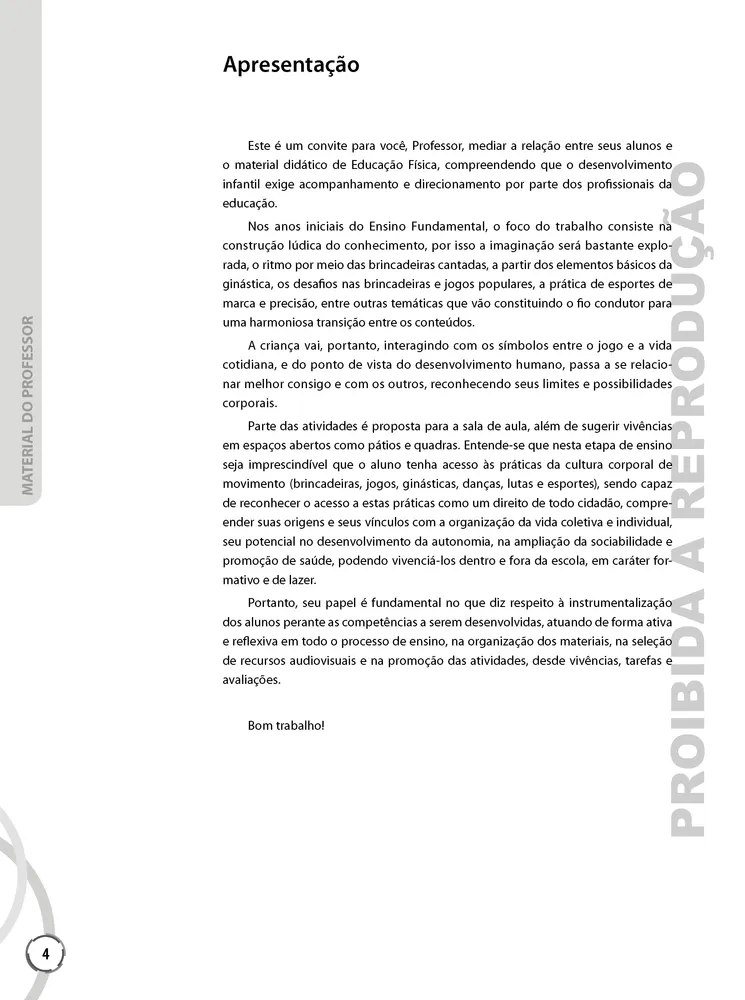 Apresentação
Este é um convite para você, Professor, mediar a relação entre seus alunos e
o material didático de Educação Física, compreendendo que o desenvolvimento
infantil exige acompanhamento e direcionamento por parte dos profissionais da
educação.
Nos anos iniciais do Ensino Fundamental, o foco do trabalho consiste na
construção lúdica do conhecimento, por isso a imaginação será bastante explo-
rada, o ritmo por meio das brincadeiras cantadas, a partir dos elementos básicos da
ginástica, os desafios nas brincadeiras e jogos populares, a prática de esportes de
marca e precisão, entre outras temáticas que vão constituindo o fio condutor para
uma harmoniosa transição entre os conteúdos.
A criança vai, portanto, interagindo com os símbolos entre o jogo e a vida
cotidiana, e do ponto de vista do desenvolvimento humano, passa a se relacio-
nar melhor consigo e com os outros, reconhecendo seus limites e possibilidades
corporais.
Parte das atividades é proposta para a sala de aula, além de sugerir vivências
em espaços abertos como pátios e quadras. Entende-se que nesta etapa de ensino
seja imprescindível que o aluno tenha acesso às práticas da cultura corporal de
movimento (brincadeiras, jogos, ginásticas, danças, lutas e esportes), sendo capaz
de reconhecer o acesso a estas práticas como um direito de todo cidadão, compre-
ender suas origens e seus vínculos com a organização da vida coletiva e individual,
seu potencial no desenvolvimento da autonomia, na ampliação da sociabilidade e
promoção de saúde, podendo vivenciá-los dentro e fora da escola, em caráter for-
mativo e de lazer.
Portanto, seu papel é fundamental no que diz respeito à instrumentalização
dos alunos perante as competências a serem desenvolvidas, atuando de forma ativa
e reflexiva em todo o processo de ensino, na organização dos materiais, na seleção
de recursos audiovisuais e na promoção das atividades, desde vivências, tarefas e
avaliações.
Bom trabalho!
MATERIAL DO PROFESSOR
PROIBIDA A REPRODUÇÃO
4